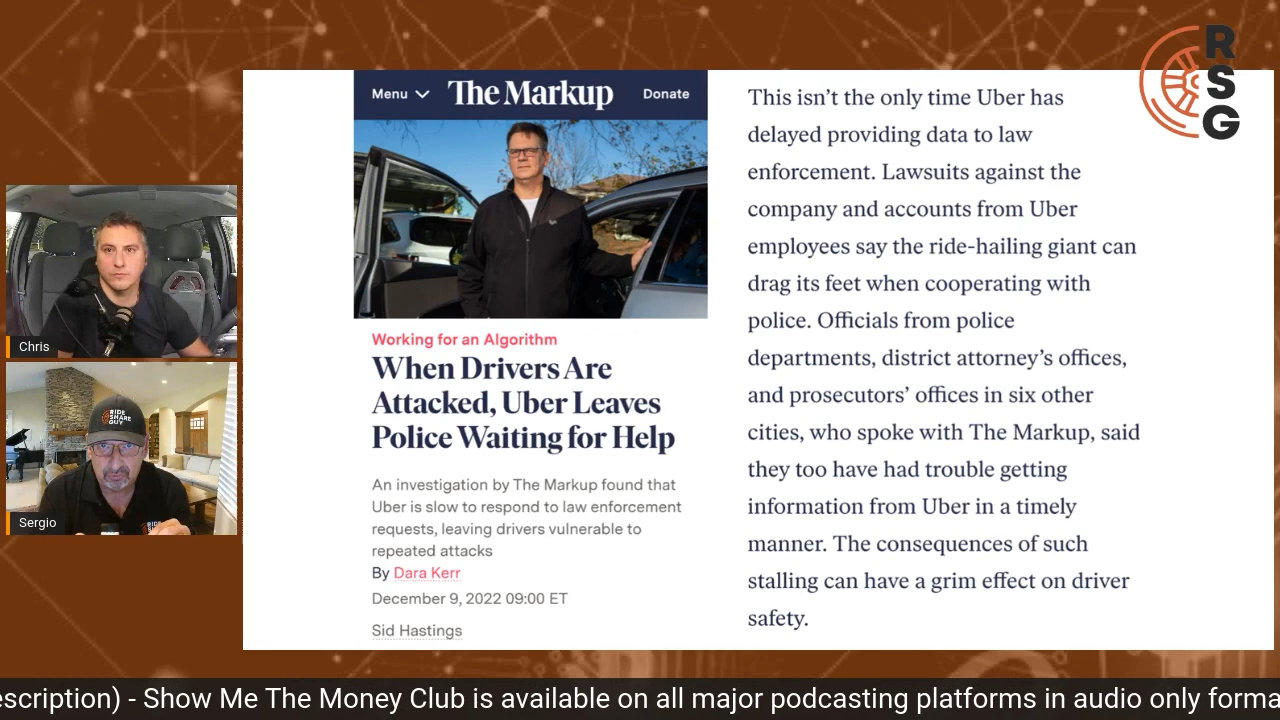 RSG
Menu
The Markup
Donate
Working for an Algorithm
When Drivers Are
Attacked, Uber Leaves
Police Waiting for Help
An investigation by The Markup found that
Uber is slow to respond to law enforcement
requests, leaving drivers vulnerable to
repeated attacks
By Dara Kerr
December 9, 2022 09:00 ET
Sid Hastings
This isn’t the only time Uber has
delayed providing data to law
enforcement. Lawsuits against the
company and accounts from Uber
employees say the ride-hailing giant can
drag its feet when cooperating with
police. Officials from police
departments, district attorney’s offices,
and prosecutors’ offices in six other
cities, who spoke with The Markup, said
they too have had trouble getting
information from Uber in a timely
manner. The consequences of such
stalling can have a grim effect on driver
safety.
Chris
RIDE
SHARE
GUY
Sergio
escription) - Show Me The Money Club is available on all major podcasting platforms in audio only forma